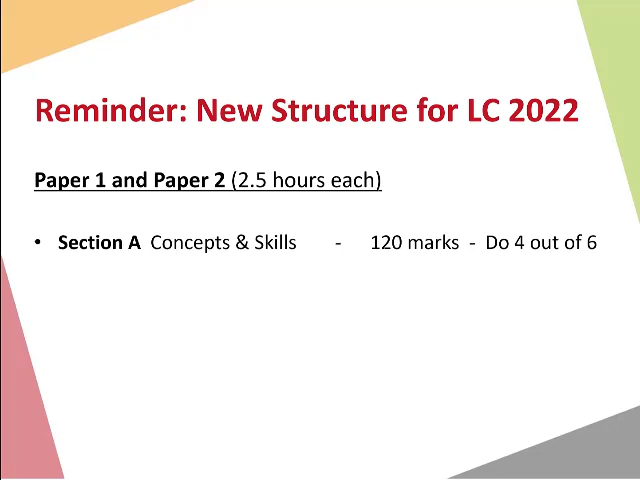 Reminder: New Structure for LC 2022
Paper 1 and Paper 2 (2.5 hours each)
• Section A Concepts & Skills - 120 marks - Do 4 out of 6